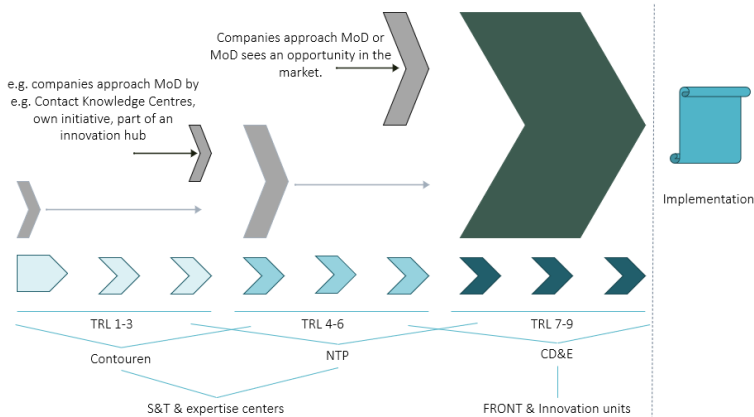 Companies approach MoD or
MoD sees an opportunity in the
market.
e.g. companies approach MoD by
e.g. Contact Knowledge Centres,
own initiative, part of an
innovation hub
Implementation
TRL 1-3
TRL 4-6
TRL 7-9
Contouren
NTP
CD&E
S&T & expertise centers
FRONT & Innovation units